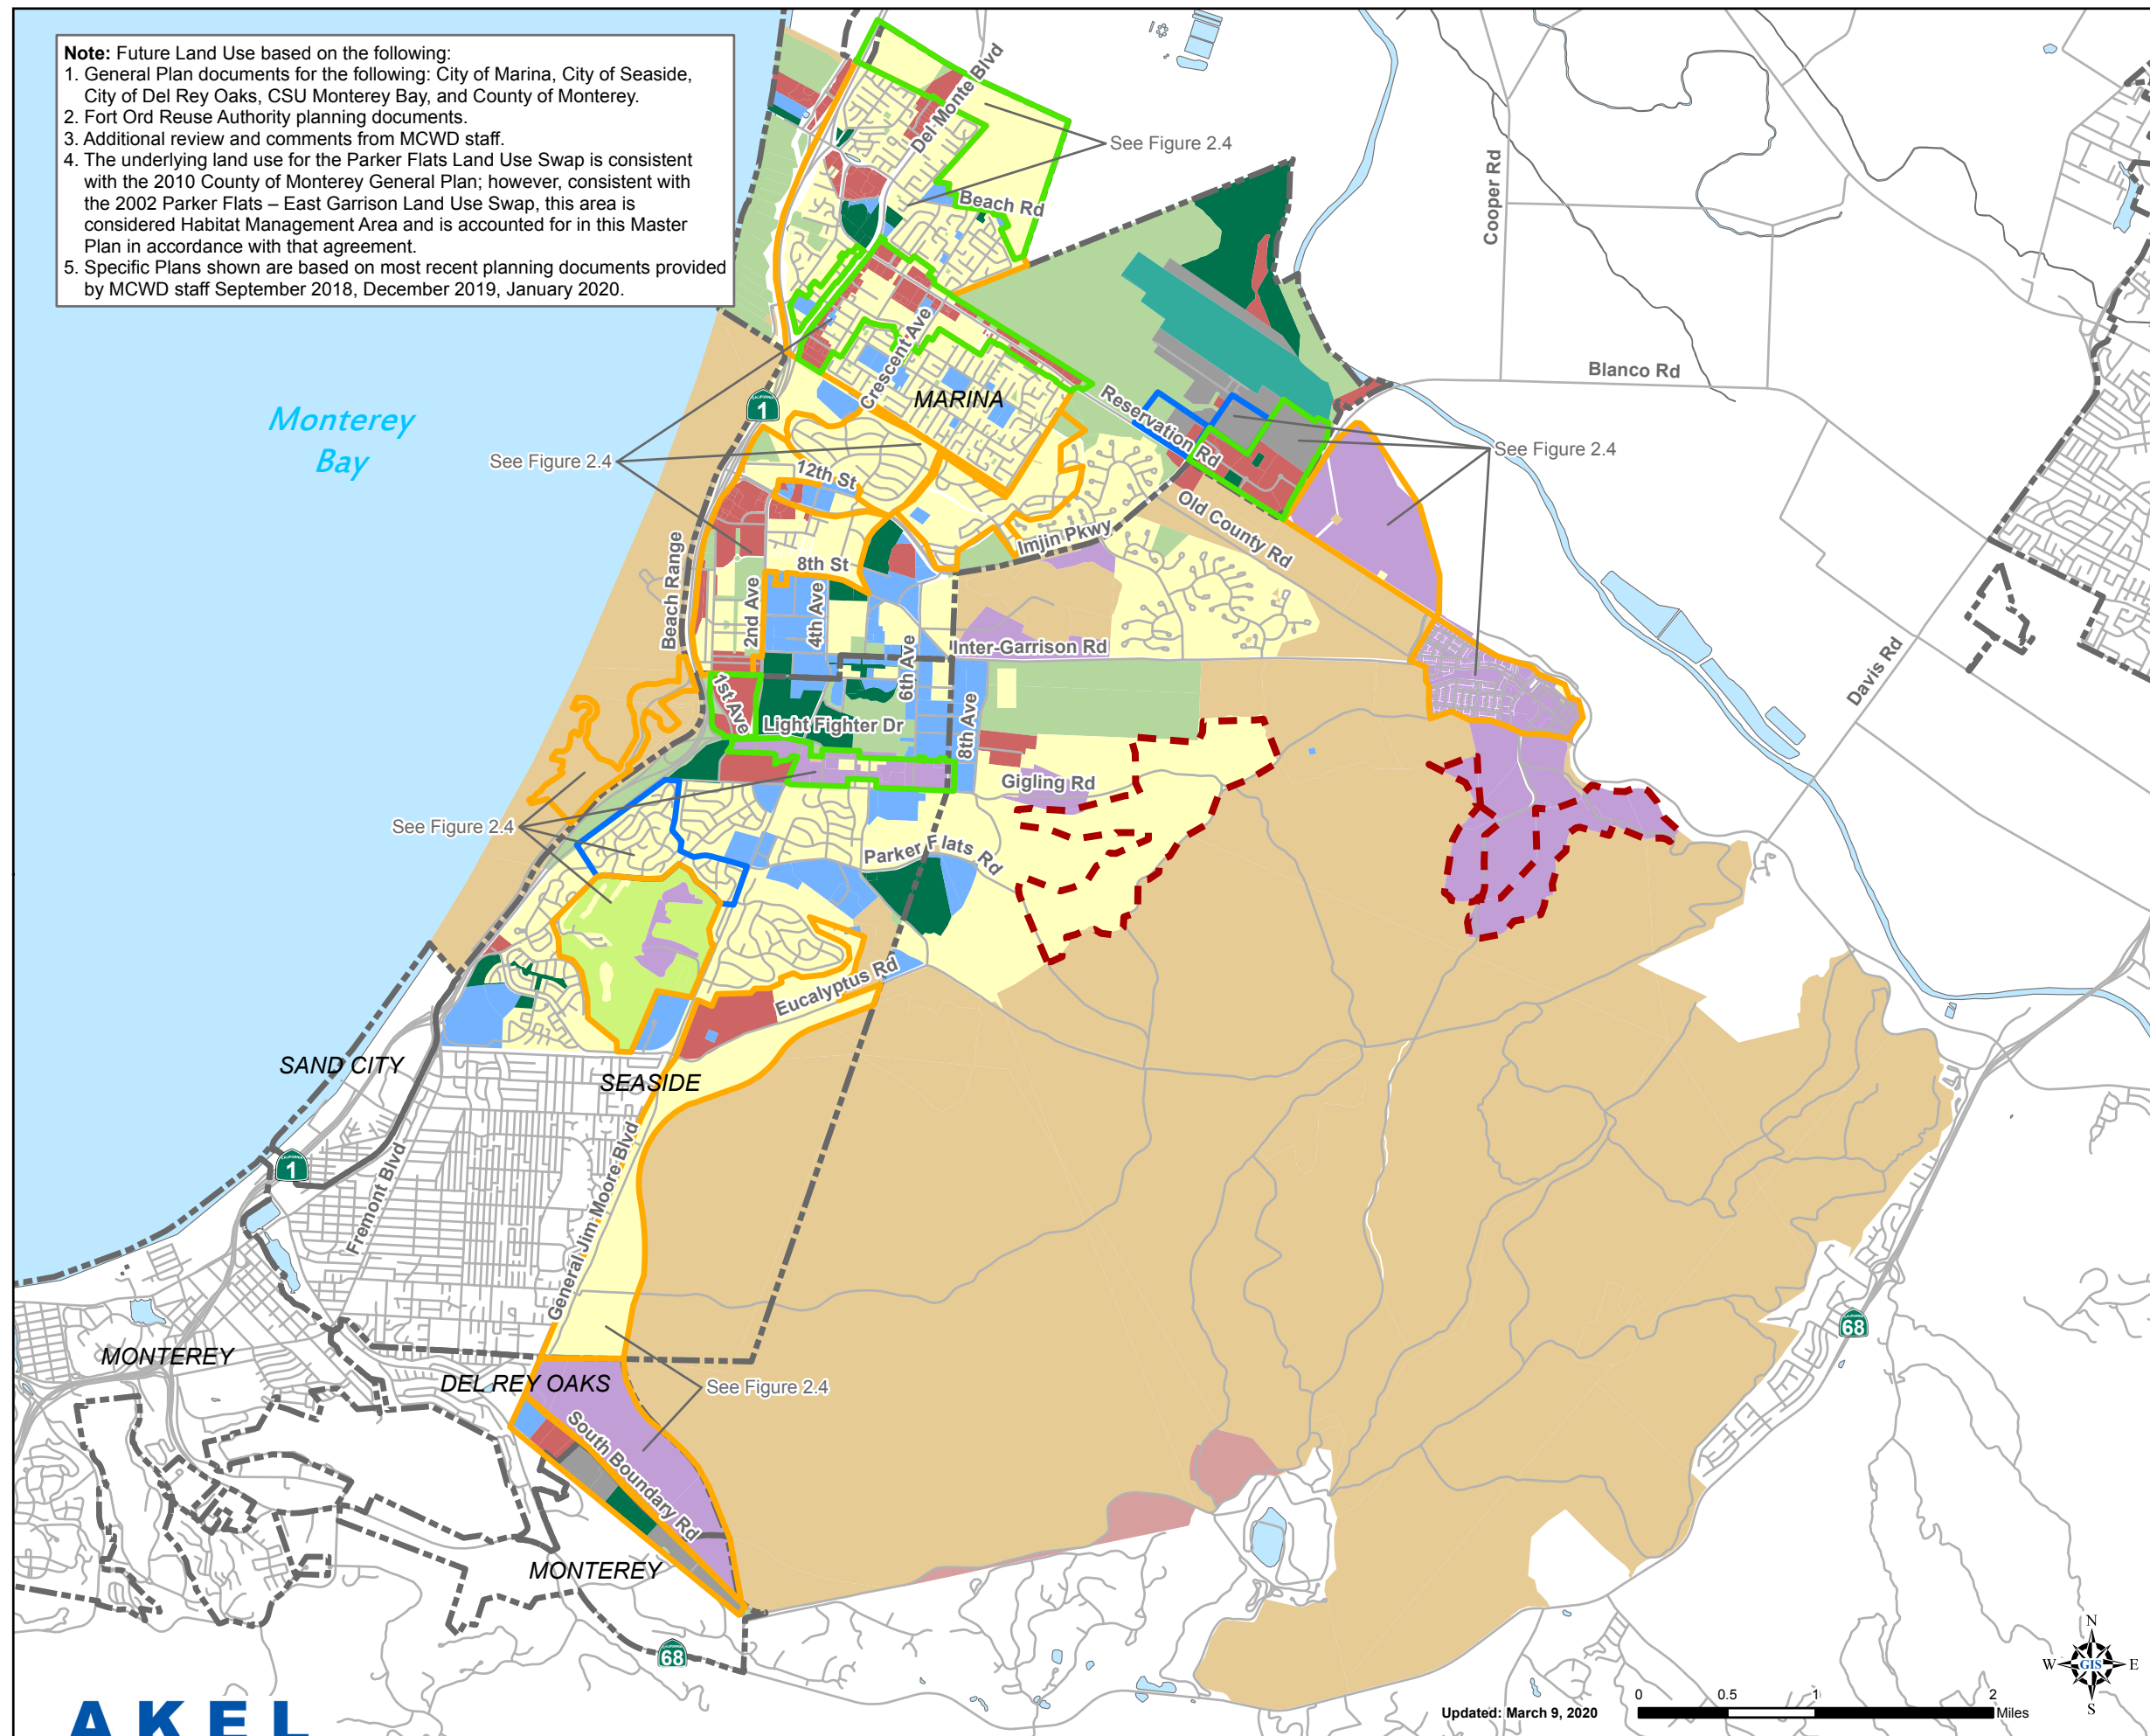 Note: Future Land Use based on the following:
1. General Plan documents for the following: City of Marina, City of Seaside,
City of Del Rey Oaks, CSU Monterey Bay, and County of Monterey.
2. Fort Ord Reuse Authority planning documents.
3. Additional review and comments from MCWD staff.
4. The underlying land use for the Parker Flats Land Use Swap is consistent
with the 2010 County of Monterey General Plan; however, consistent with
the 2002 Parker Flats – East Garrison Land Use Swap, this area is
considered Habitat Management Area and is accounted for in this Master
Plan in accordance with that agreement.
5. Specific Plans shown are based on most recent planning documents provided
by MCWD staff September 2018, December 2019, January 2020.
Del Monte Blvd
See Figure 2.4
Beach Rd
Cooper Rd
Blanco Rd
Crescent Ave
MARINA
Monterey
Bay
CALIFORNIA
1
Reservation Rd
See Figure 2.4
See Figure 2.4
12th St
Old County Rd
Imjin Pkwy
Beach Range
8th St
2nd Ave
4th Ave
6th Ave
Inter-Garrison Rd
Davis Rd
1st Ave
Light Fighter Dr
8th Ave
Gigling Rd
See Figure 2.4
Parker Flats Rd
Eucalyptus Rd
SAND CITY
SEASIDE
CALIFORNIA
1
Fremont Blvd
General Jim Moore Blvd
CALIFORNIA
68
MONTEREY
DEL REY OAKS
See Figure 2.4
South Boundary Rd
MONTEREY
CALIFORNIA
68
N
W
GIS
E
S
0
0.5
1
2
Miles
Updated: March 9, 2020
AKEL